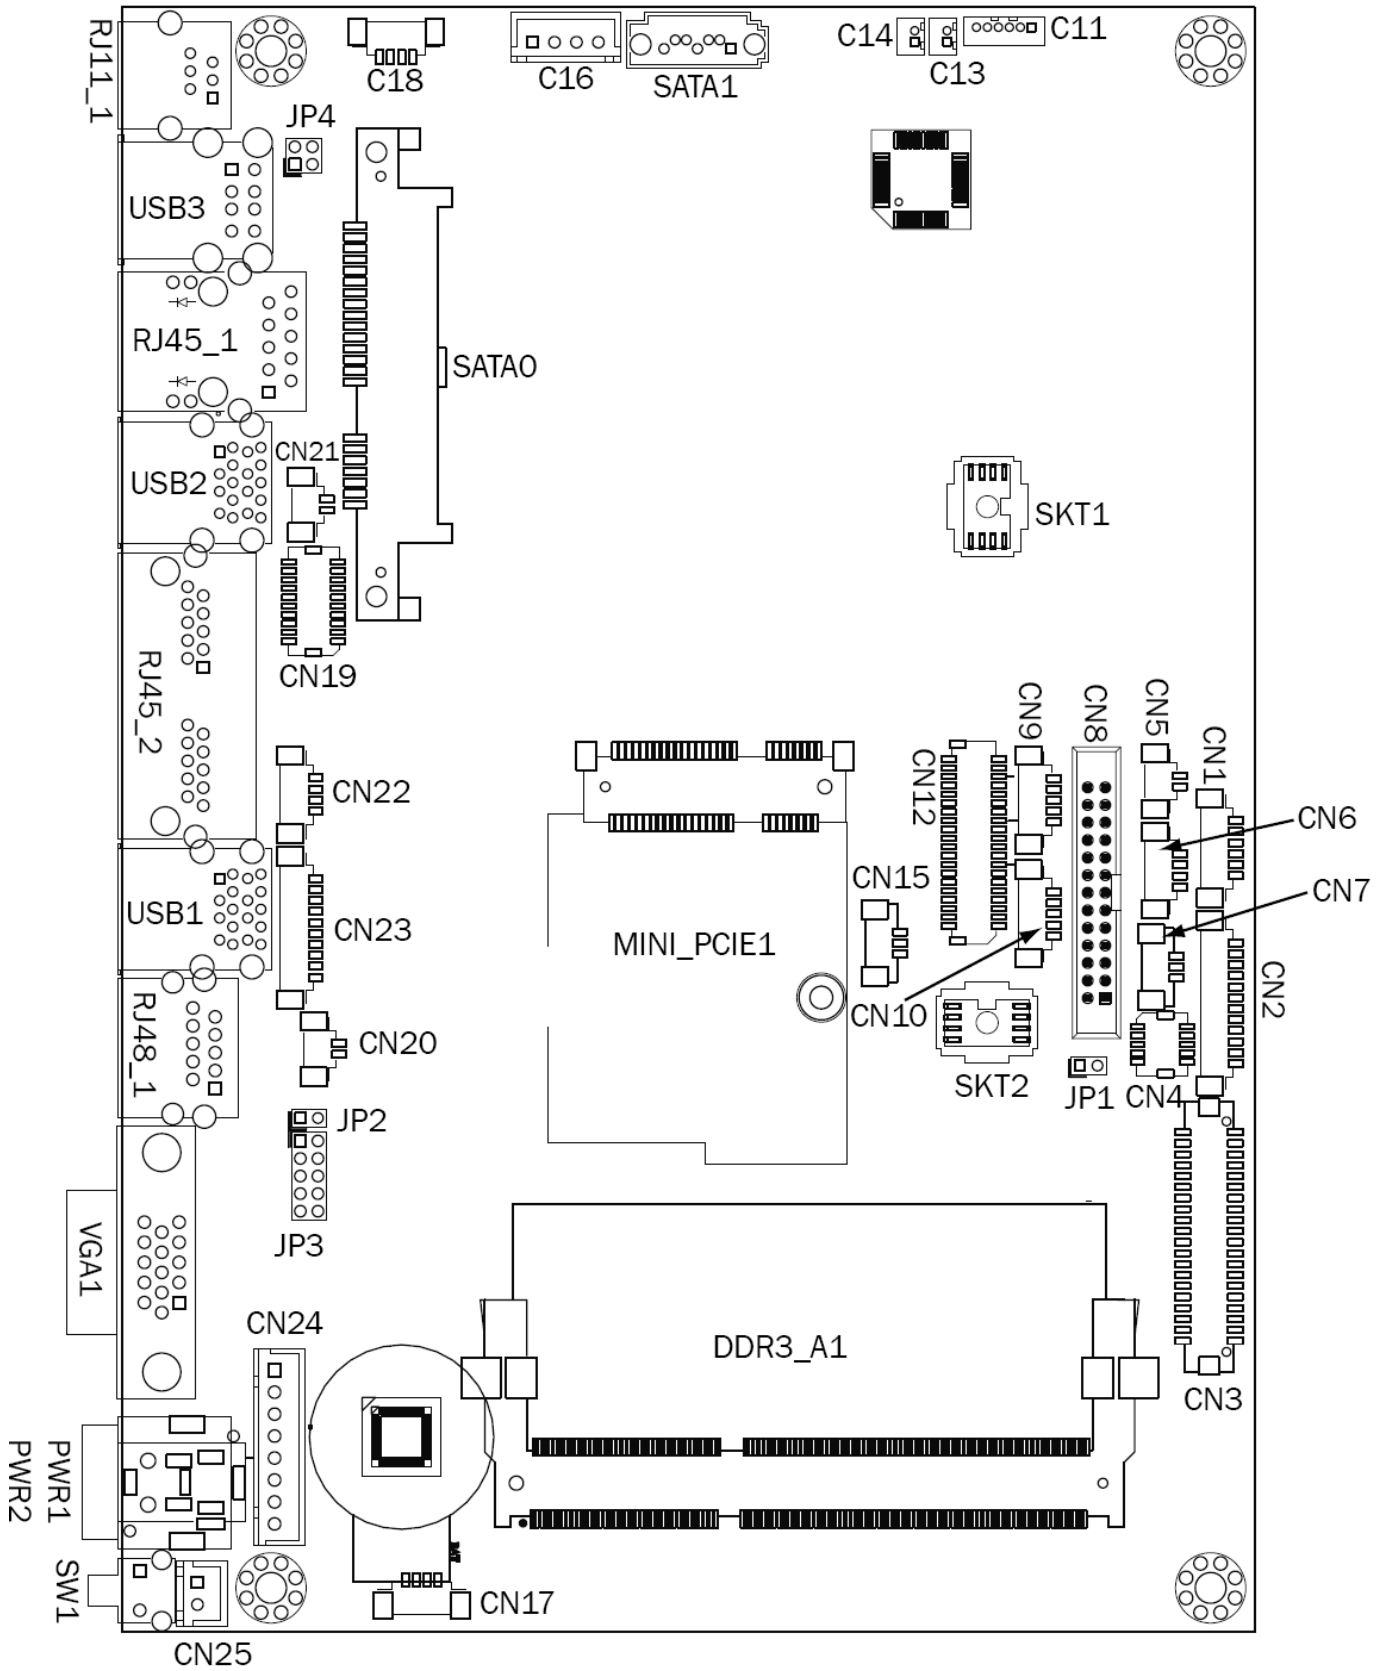 RJ11_1
C18
C16
SATA1
C14
C13
C11
JP4
USB3
RJ45_1
SATA0
USB2
CN21
SKT1
CN19
RJ45_2
CN9
CN8
CN5
CN1
CN12
CN22
CN6
CN15
CN7
USB1
CN23
MINI_PCIE1
CN10
CN2
RJ48_1
CN20
SKT2
JP1
CN4
JP2
JP3
VGA1
CN24
DDR3_A1
CN3
PWR1
PWR2
BAT
SW1
CN17
CN25